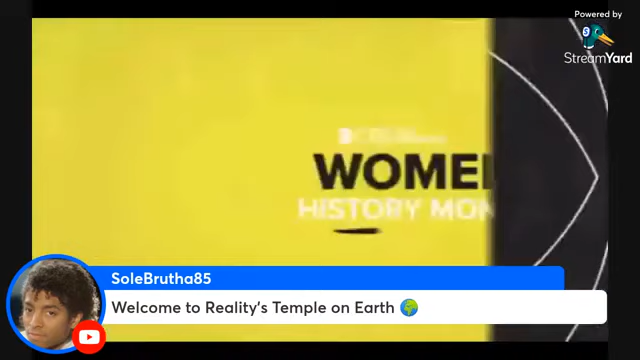 Powered by
StreamYard
WOME
HISTORY MON
SoleBrutha85
Welcome to Reality's Temple on Earth 🌍